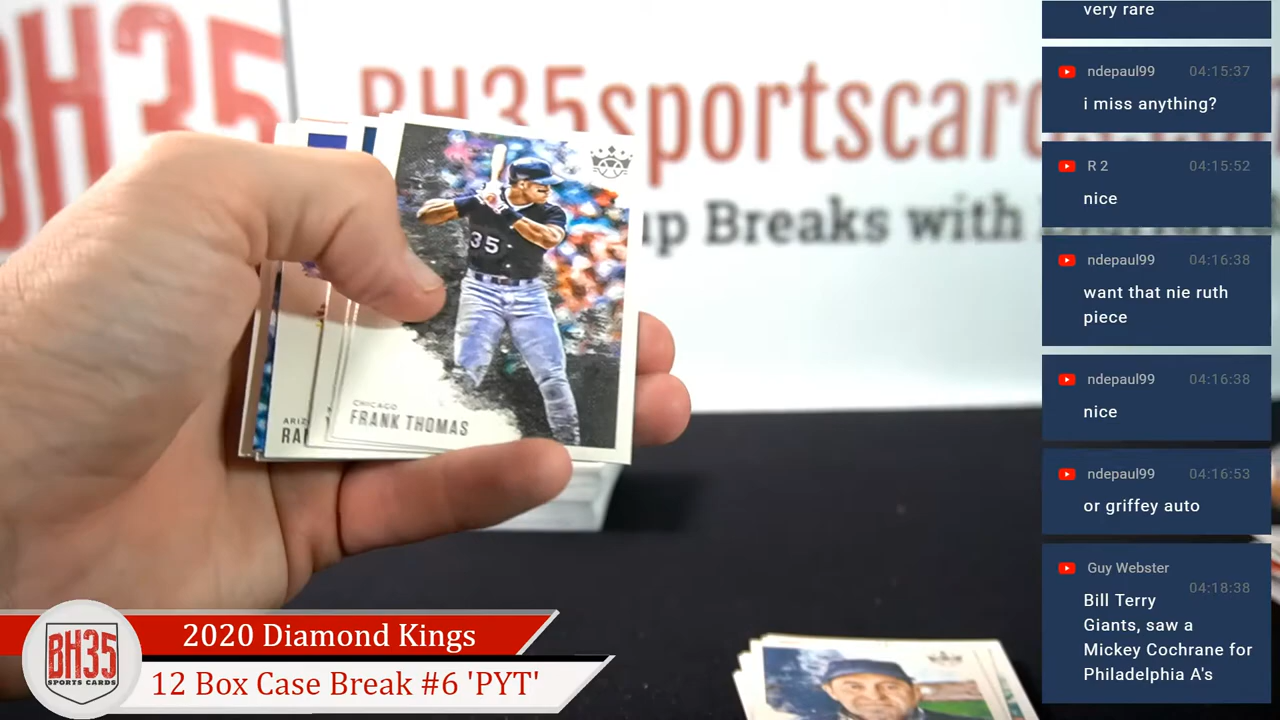 BH35
BH35sportscar
up Breaks with
35
CHICAGO
FRANK THOMAS
ARIZ
RA
2020 Diamond Kings
12 Box Case Break #6 'PYT'
BH35
SPORTS CARDS
very rare
ndepaul99 04:15:37
i miss anything?
R 2 04:15:52
nice
ndepaul99 04:16:38
want that nie ruth
piece
ndepaul99 04:16:38
nice
ndepaul99 04:16:53
or griffey auto
Guy Webster 04:18:38
Bill Terry
Giants, saw a
Mickey Cochrane for
Philadelphia A's